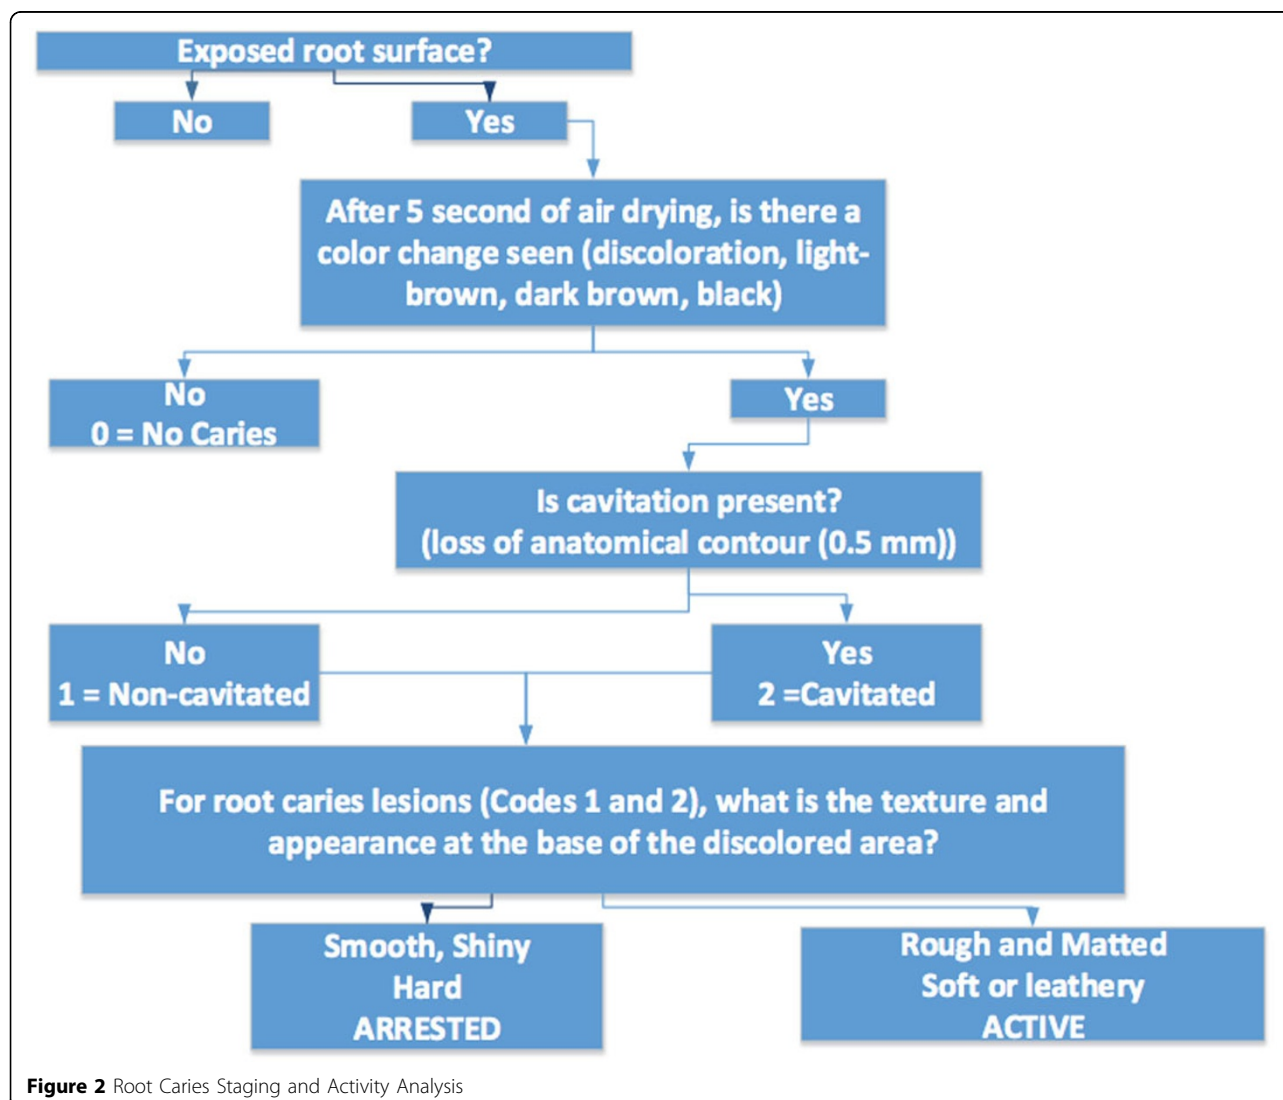 Exposed root surface?
No
Yes
After 5 second of air drying, is there a
color change seen (discoloration, light-
brown, dark brown, black)
No
0 = No Caries
Yes
Is cavitation present?
(loss of anatomical contour (0.5 mm))
No
1 = Non-cavitated
Yes
2 =Cavitated
For root caries lesions (Codes 1 and 2), what is the texture and
appearance at the base of the discolored area?
Smooth, Shiny
Hard
ARRESTED
Rough and Matted
Soft or leathery
ACTIVE
Figure 2 Root Caries Staging and Activity Analysis